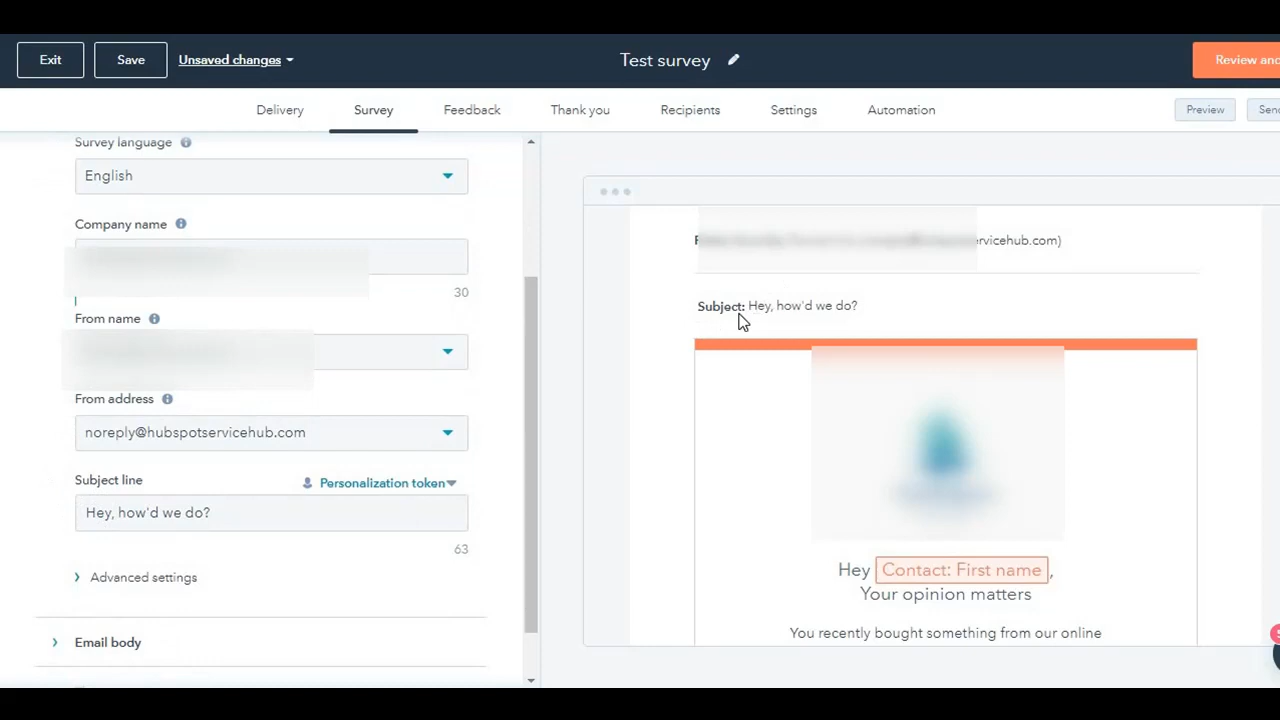 Exit
Save
Unsaved changes
Test survey
Review and
Delivery
Survey
Feedback
Thank you
Recipients
Settings
Automation
Preview
Survey language
English
Company name
30
From name
From address
noreply@hubspotservicehub.com
Subject line
Personalization token
Hey, how'd we do?
63
Advanced settings
Email body
rvicehub.com)
Subject: Hey, how'd we do?
Hey Contact: First name,
Your opinion matters
You recently bought something from our online